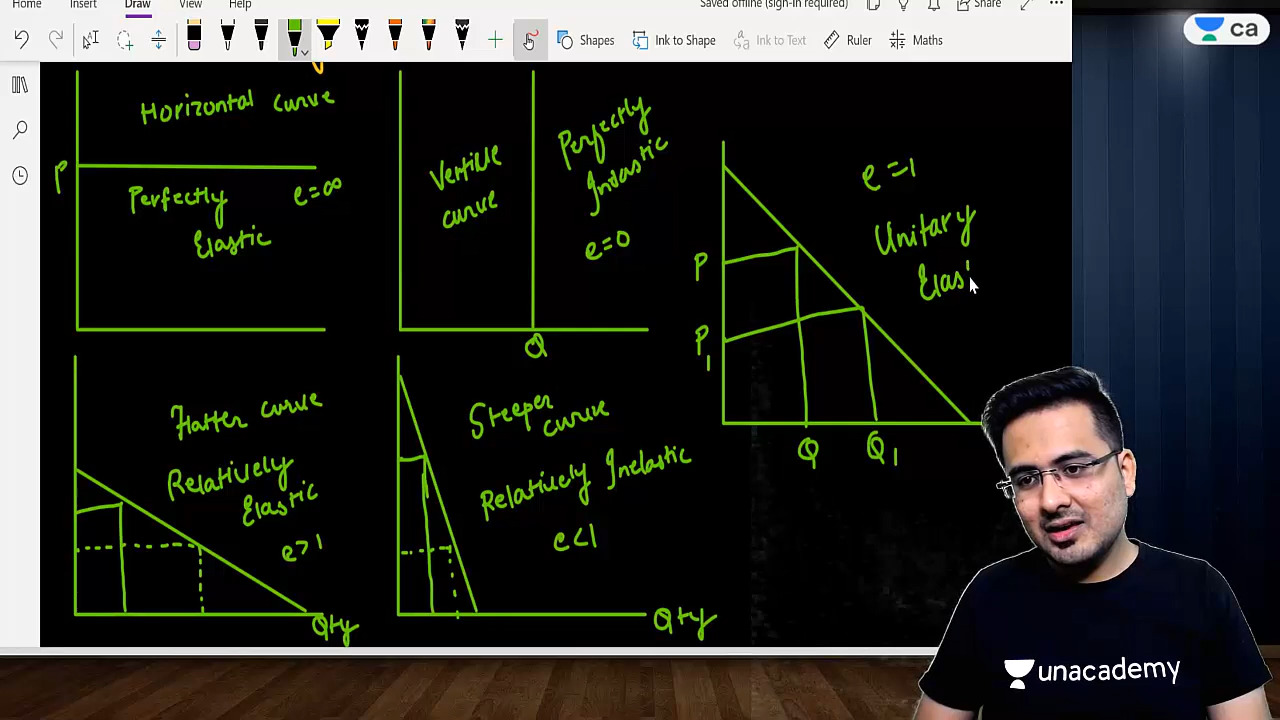 Home Insert Draw View Help
Saved offline (sign-in required)
Share
Shapes Ink to Shape Ink to Text Ruler Maths
ca
Horizontal curve
P
Perfectly
Elastic
e=∞
Vertile
curve
Perfectly
Inelastic
e=0
Q
e=1
Unitary
Elasi
P
P1
Q Q1
Flatter curve
Relatively
Elastic
e>1
Qty
Steeper
curve
Relatively Inelastic
e<1
Qty
unacademy